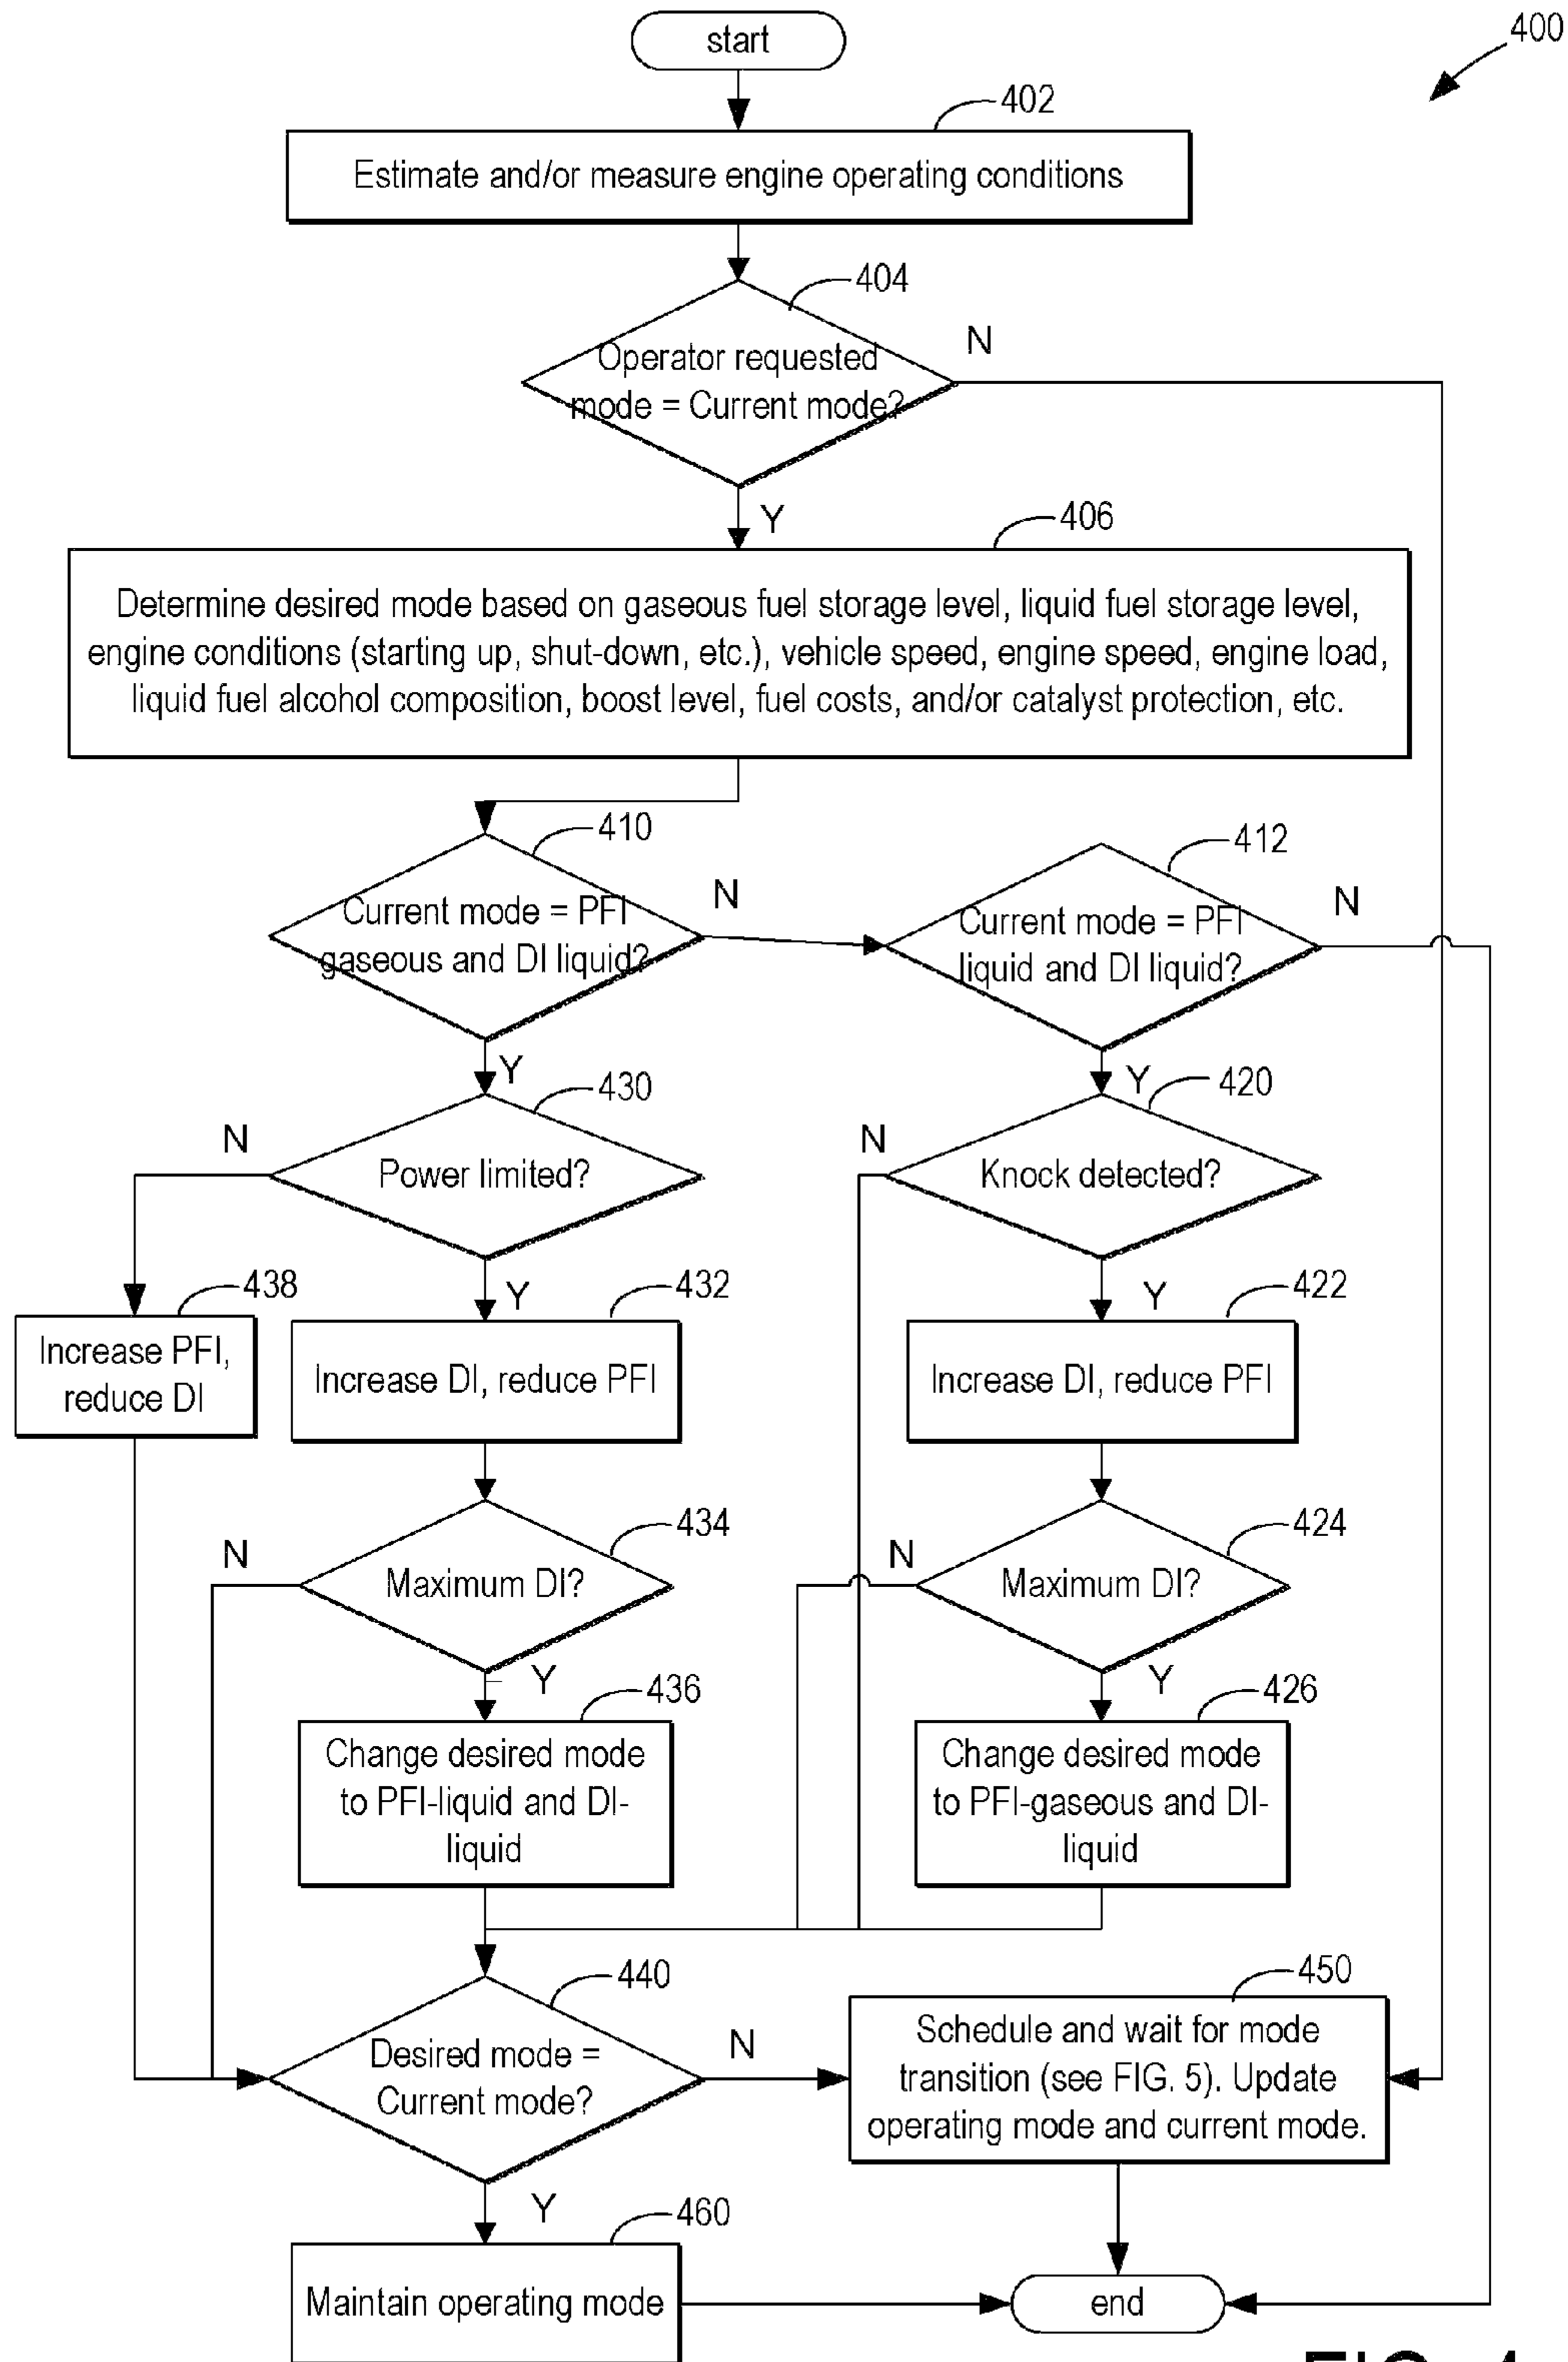 start
400
402
Estimate and/or measure engine operating conditions
404
Operator requested
mode = Current mode?
N
Y
406
Determine desired mode based on gaseous fuel storage level, liquid fuel storage level,
engine conditions (starting up, shut-down, etc.), vehicle speed, engine speed, engine load,
liquid fuel alcohol composition, boost level, fuel costs, and/or catalyst protection, etc.
410
Current mode = PFI
gaseous and DI liquid?
N
412
Current mode = PFI
liquid and DI liquid?
N
Y
Y
430
Power limited?
N
420
Knock detected?
N
438
Increase PFI,
reduce DI
Y
432
Increase DI, reduce PFI
Y
422
Increase DI, reduce PFI
434
Maximum DI?
N
424
Maximum DI?
N
Y
436
Change desired mode
to PFI-liquid and DI-
liquid
Y
426
Change desired mode
to PFI-gaseous and DI-
liquid
440
Desired mode =
Current mode?
N
450
Schedule and wait for mode
transition (see FIG. 5). Update
operating mode and current mode.
Y
460
Maintain operating mode
end